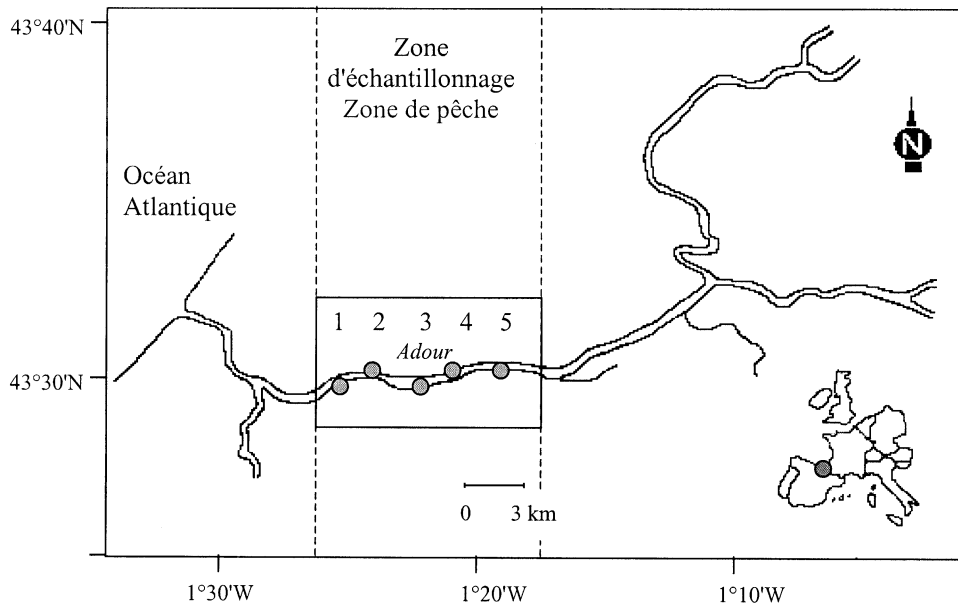 43°40'N
Zone
d'échantillonnage
Zone de pêche
N
Océan
Atlantique
1 2 3 4 5
Adour
43°30'N
0 3 km
1°30'W 1°20'W 1°10'W